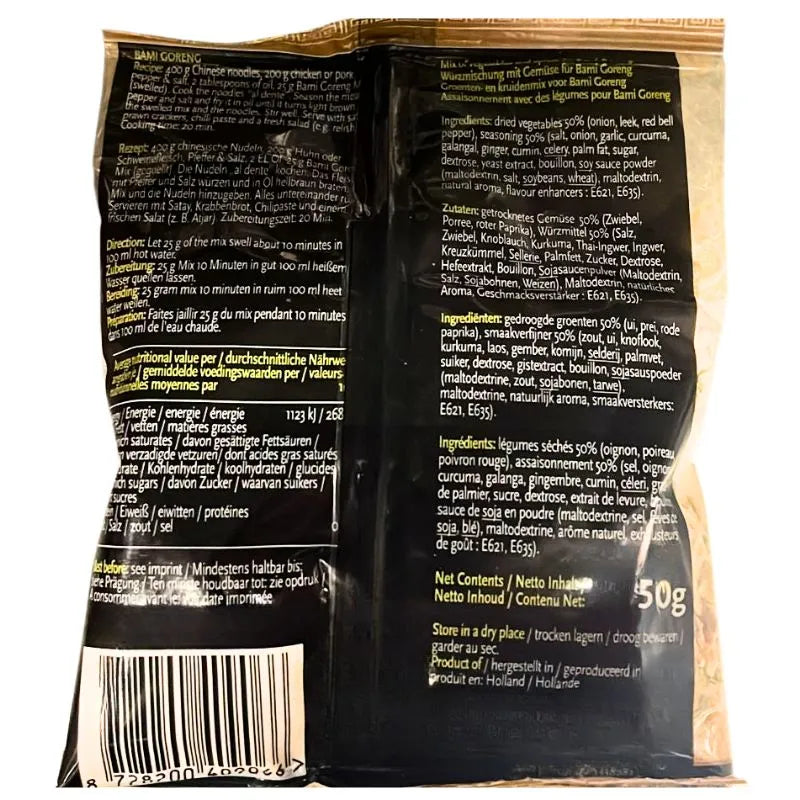 BAMI GORENG
Recipe: 400 g Chinese noodles, 200 g chicken or pork
pepper & salt, 2 tablespoons of oil, 25 g Bami Goreng
(swelled). Cook the noodles "al dente". Season the meat
pepper and salt and fry it in oil until it turns light brown
the swelled mix and the noodles. Stir well. Serve with
prawn crackers, chili paste and a fresh salad (e.g. relish
Cooking time: 20 min.
Rezept: 400 g chinesische Nudeln, 200 g Huhn oder
Schweinefleisch, Pfeffer & Salz, 2 EL Öl, 25 g Bami Goreng
Mix (gequellt). Die Nudeln „al dente" kochen. Das Fleisch
mit Pfeffer und Salz würzen und in Öl hellbraun braten.
Mix und die Nudeln hinzugeben. Alles untereinander
Servieren mit Satay, Krabbenbrot, Chilipaste und einem
frischen Salat (z. B. Atjar). Zubereitungszeit: 20 Min.
Direction: Let 25 g of the mix swell about 10 minutes in
100 ml hot water.
Zubereitung: 25 g Mix 10 Minuten in gut 100 ml heißem
Wasser quellen lassen.
Bereiding: 25 gram mix 10 minuten in ruim 100 ml heet
water wellen.
Préparation: Faites jaillir 25 g du mix pendant 10 minutes
dans 100 ml de l'eau chaude.
Average nutritional value per / durchschnittliche Nährwe
/ gemiddelde voedingswaarden per / valeurs
moyennes par
/ Energie / energie / énergie 1123 kJ / 268
/ vetten / matières grasses
saturates / davon gesättigte Fettsäuren /
verzadigde vetzuren / dont acides gras saturés
/ Kohlenhydrate / koolhydraten / glucides
sugars / davon Zucker / waarvan suikers /
sucres
/ Eiweiß / eiwitten / protéines
/ Salz / zout / sel 0
Best before: see imprint / Mindestens haltbar bis:
siehe Prägung / Ten minste houdbaar tot: zie opdruk /
A consommer avant le: date imprimée
8 728200
Würzmischung mit Gemüse für Bami Goreng
Groenten- en kruidenmix voor Bami Goreng
Assaisonnement avec des légumes pour Bami Goreng
Ingredients: dried vegetables 50% (onion, leek, red bell
pepper), seasoning 50% (salt, onion, garlic, curcuma,
galangal, ginger, cumin, celery, palm fat, sugar,
dextrose, yeast extract, bouillon, soy sauce powder
(maltodextrin, salt, soybeans, wheat), maltodextrin,
natural aroma, flavour enhancers : E621, E635).
Zutaten: getrocknetes Gemüse 50% (Zwiebel,
Porree, roter Paprika), Würzmittel 50% (Salz,
Zwiebel, Knoblauch, Kurkuma, Thai-Ingwer, Ingwer,
Kreuzkümmel, Sellerie, Palmfett, Zucker, Dextrose,
Hefeextrakt, Bouillon, Sojasaucenpulver (Maltodextrin,
Salz, Sojabohnen, Weizen), Maltodextrin, natürliches
Aroma, Geschmacksverstärker : E621, E635).
Ingrediënten: gedroogde groenten 50% (ui, prei, rode
paprika), smaakverfijner 50% (zout, ui, knoflook,
kurkuma, laos, gember, komijn, selderij, palmvet,
suiker, dextrose, gistextract, bouillon, sojasauspoeder
(maltodextrine, zout, sojabonen, tarwe),
maltodextrine, natuurlijk aroma, smaakversterkers:
E621, E635).
Ingrédients: légumes séchés 50% (oignon, poireau,
poivron rouge), assaisonnement 50% (sel, oignon,
curcuma, galanga, gingembre, cumin, céleri,
de palmier, sucre, dextrose, extrait de levure,
sauce de soja en poudre (maltodextrine, sel, fèves de
soja, blé), maltodextrine, arôme naturel, exhausteurs
de goût : E621, E635).
Net Contents / Netto Inhalt
Netto Inhoud / Contenu Net: 50g
Store in a dry place / trocken lagern / droog bewaren /
garder au sec.
Product of / hergestellt in / geproduceerd in
produit en: Holland / Hollande